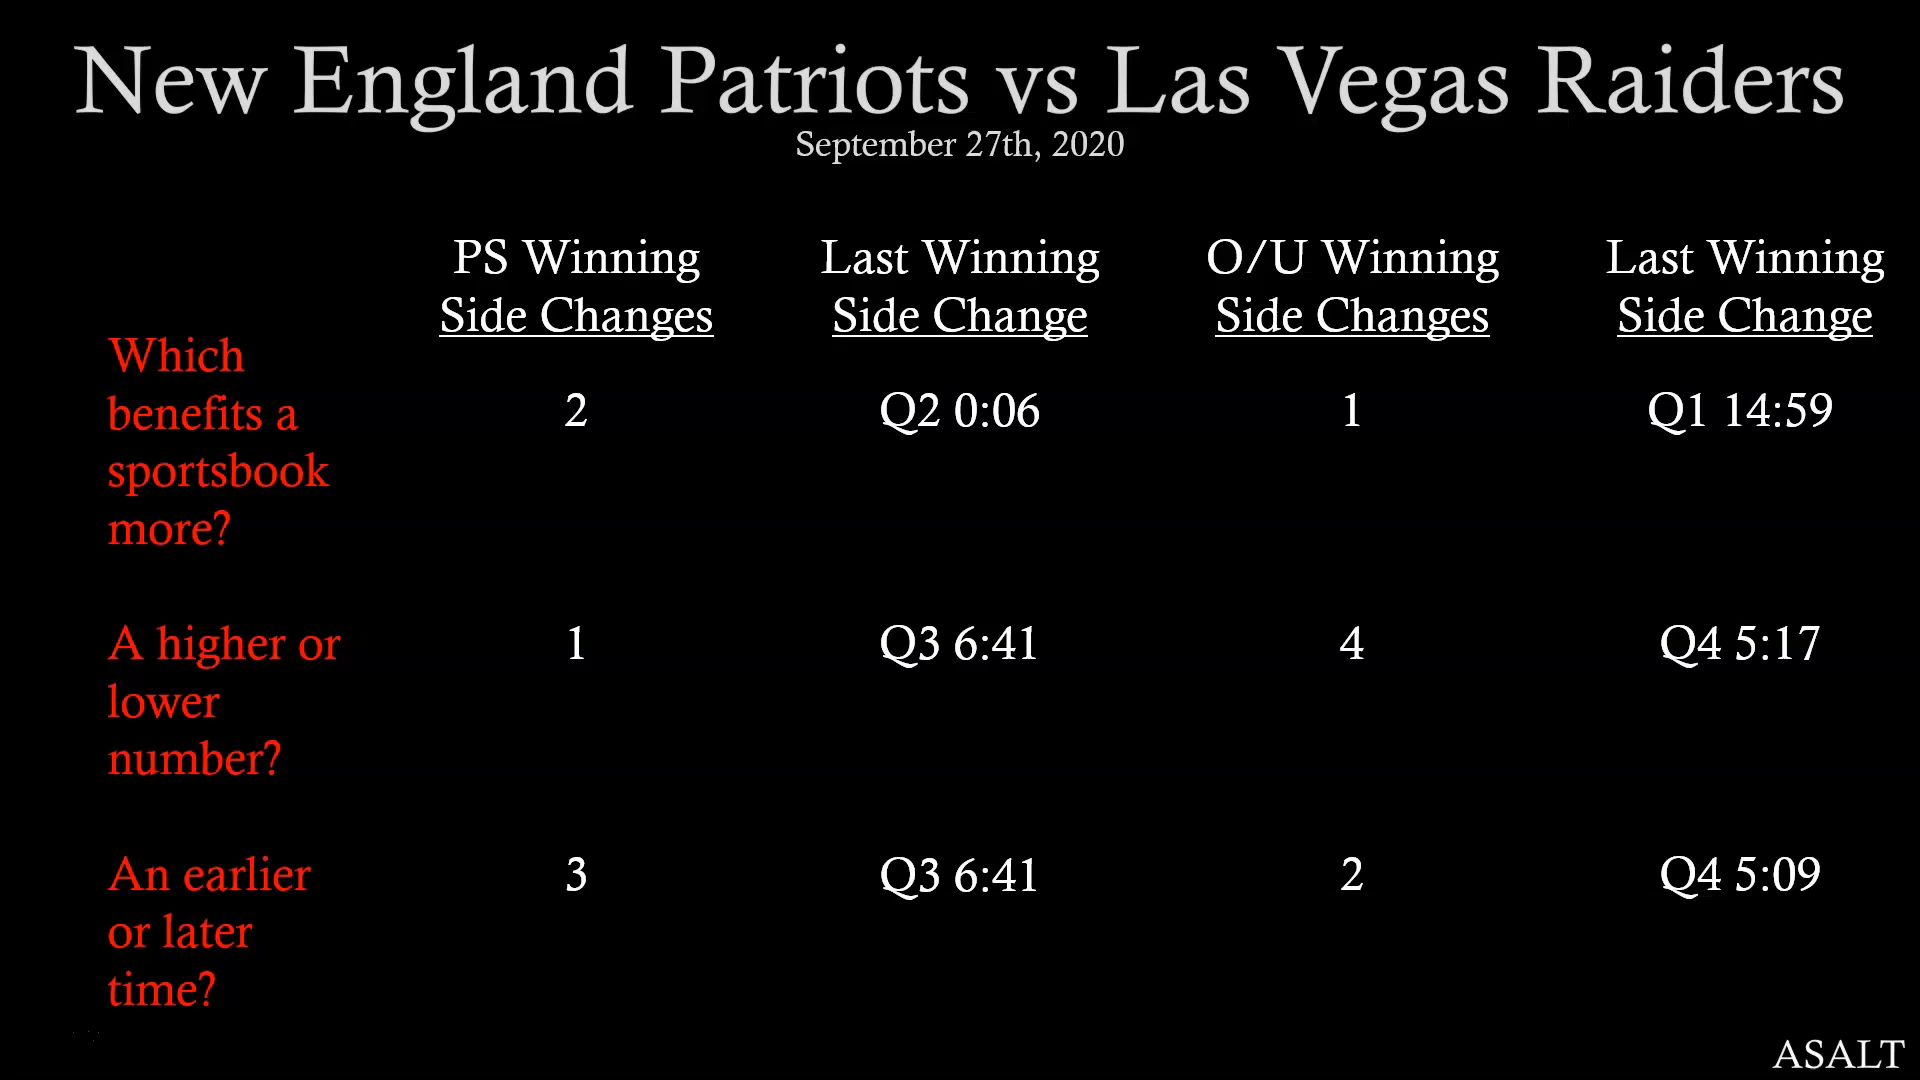 New England Patriots vs Las Vegas Raiders
September 27th, 2020
PS Winning
Side Changes
Last Winning
Side Change
O/U Winning
Side Changes
Last Winning
Side Change
Which
benefits a
sportsbook
more?
2
Q2 0:06
1
Q1 14:59
A higher or
lower
number?
1
Q3 6:41
4
Q4 5:17
An earlier
or later
time?
3
Q3 6:41
2
Q4 5:09
ASALT